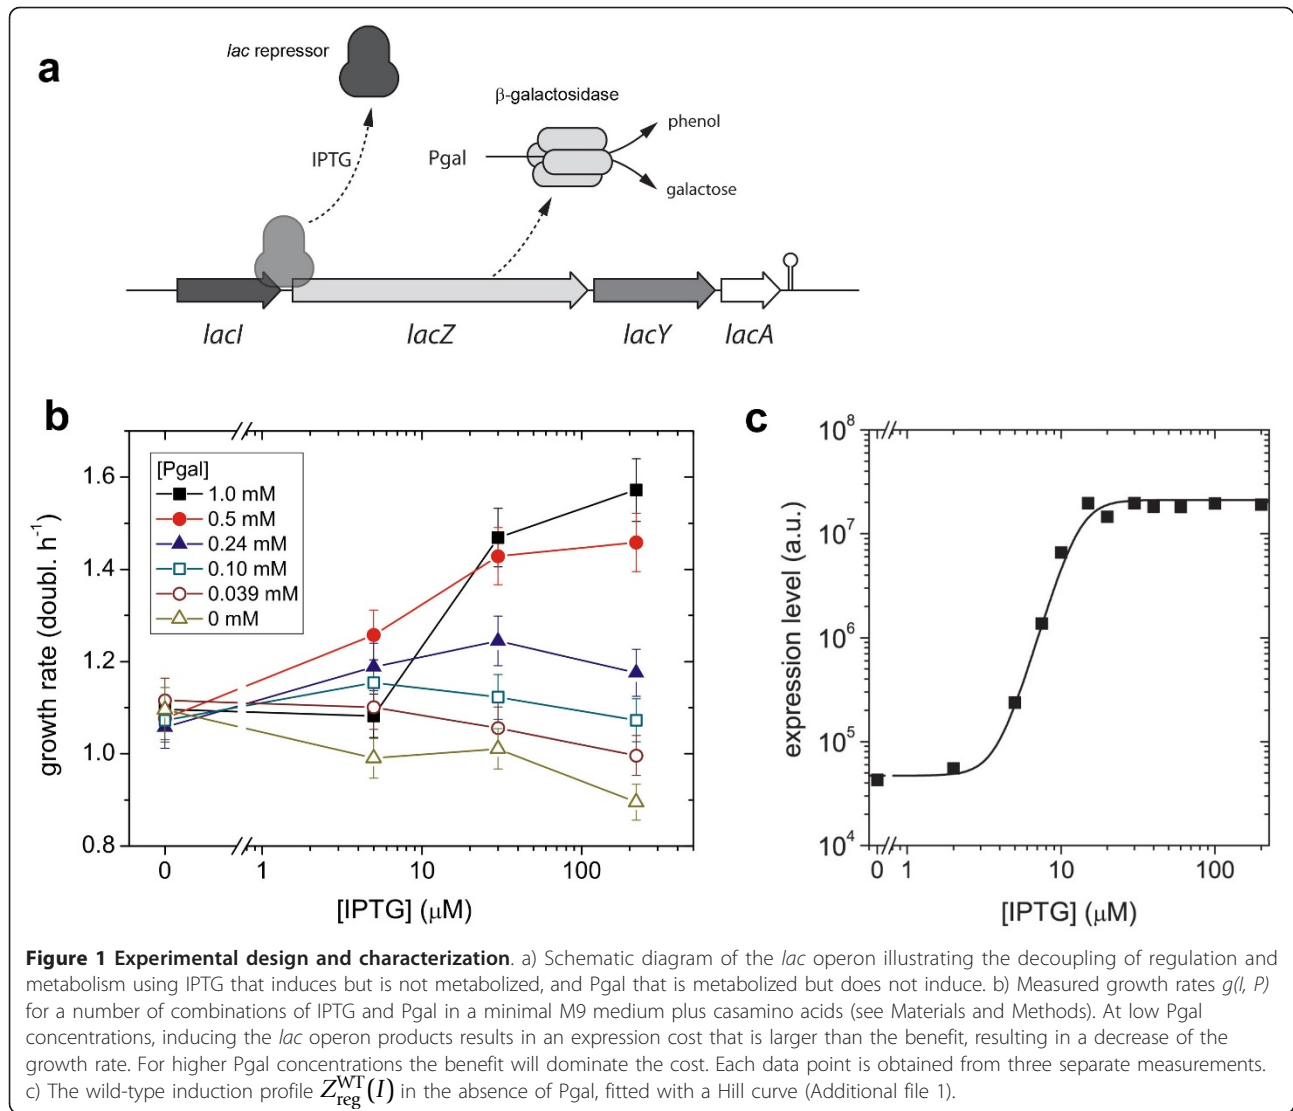 a
lac repressor
β-galactosidase
IPTG
Pgal
phenol
galactose
lacI
lacZ
lacY
lacA
b
growth rate (doubl. h⁻¹)
1.6
1.4
1.2
1.0
0.8
[Pgal]
1.0 mM
0.5 mM
0.24 mM
0.10 mM
0.039 mM
0 mM
0 1 10 100
[IPTG] (μM)
c
expression level (a.u.)
10⁸
10⁷
10⁶
10⁵
10⁴
0 1 10 100
[IPTG] (μM)
Figure 1 Experimental design and characterization. a) Schematic diagram of the lac operon illustrating the decoupling of regulation and
metabolism using IPTG that induces but is not metabolized, and Pgal that is metabolized but does not induce. b) Measured growth rates g(I, P)
for a number of combinations of IPTG and Pgal in a minimal M9 medium plus casamino acids (see Materials and Methods). At low Pgal
concentrations, inducing the lac operon products results in an expression cost that is larger than the benefit, resulting in a decrease of the
growth rate. For higher Pgal concentrations the benefit will dominate the cost. Each data point is obtained from three separate measurements.
c) The wild-type induction profile Z_reg^WT(I) in the absence of Pgal, fitted with a Hill curve (Additional file 1).